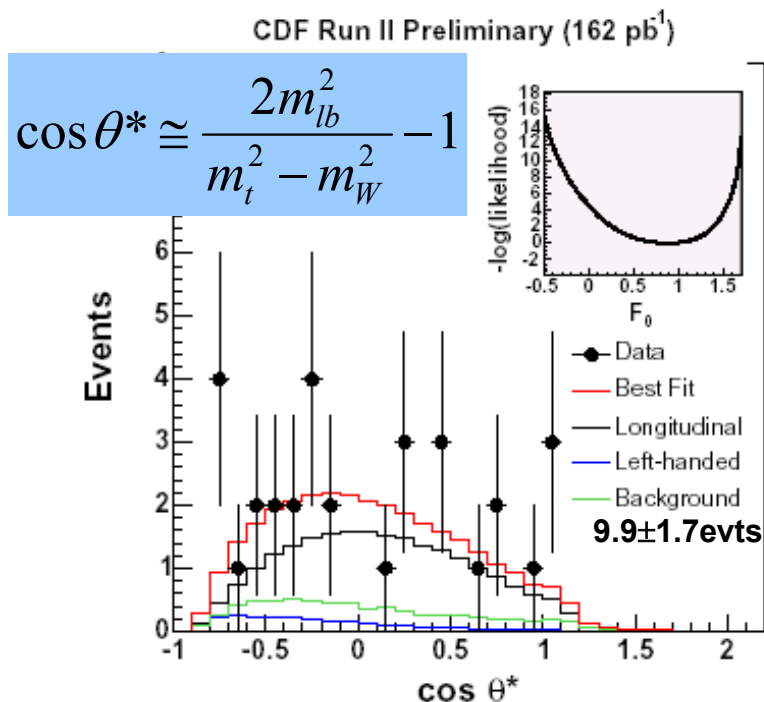 CDF Run II Preliminary (162 pb⁻¹)
cos θ* ≅ 2m²_lb / (m²_t − m²_W) − 1
-log(likelihood)
18
16
14
12
10
8
6
4
2
0
-2
-0.5 0 0.5 1 1.5
F₀
Events
6
5
4
3
2
1
0
Data
Best Fit
Longitudinal
Left-handed
Background
9.9±1.7evts
-1 -0.5 0 0.5 1 1.5 2
cos θ*